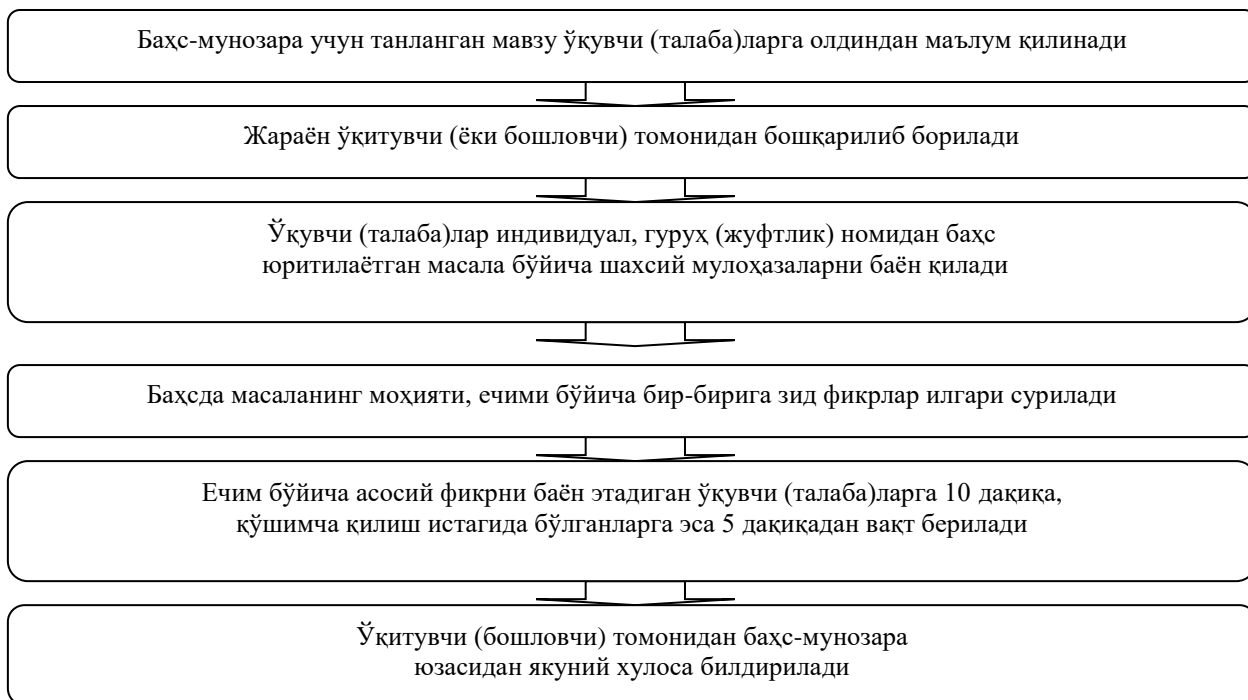 Баҳс-мунозара учун танланган мавзу ўқувчи (талаба)ларга олдиндан маълум қилинади
Жараён ўқитувчи (ёки бошловчи) томонидан бошқарилиб борилади
Ўқувчи (талаба)лар индивидуал, гуруҳ (жуфтлик) номидан баҳс
юритилаётган масала бўйича шахсий мулоҳазаларни баён қилади
Баҳсда масаланинг моҳияти, ечими бўйича бир-бирига зид фикрлар илгари сурилади
Ечим бўйича асосий фикрни баён этадиган ўқувчи (талаба)ларга 10 дақиқа,
қўшимча қилиш истагида бўлганларга эса 5 дақиқадан вақт берилади
Ўқитувчи (бошловчи) томонидан баҳс-мунозара
юзасидан якуний хулоса билдирилади